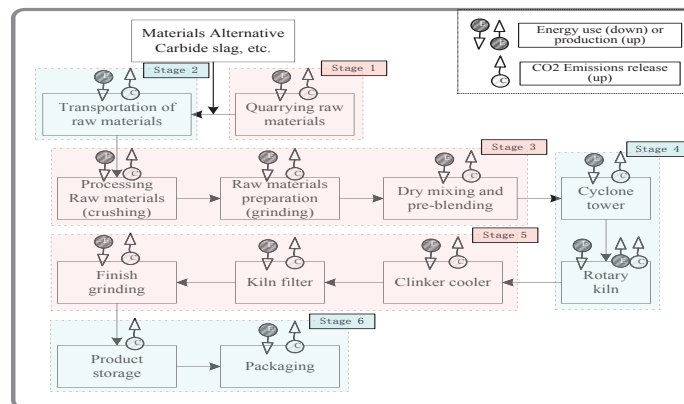 Materials Alternative
Carbide slag, etc.
E
Energy use (down) or
production (up)
E
C
CO2 Emissions release
(up)
Stage 2
Stage 1
E
C
E
C
Transportation of
raw materials
Quarrying raw
materials
Stage 3
Stage 4
E
C
E
C
E
C
E
C
Processing
Raw materials
(crushing)
Raw materials
preparation
(grinding)
Dry mixing and
pre-blending
Cyclone
tower
Stage 5
E
C
E
C
E
C
E
E
C
Finish
grinding
Kiln filter
Clinker cooler
Rotary
kiln
Stage 6
C
E
C
Product
storage
Packaging